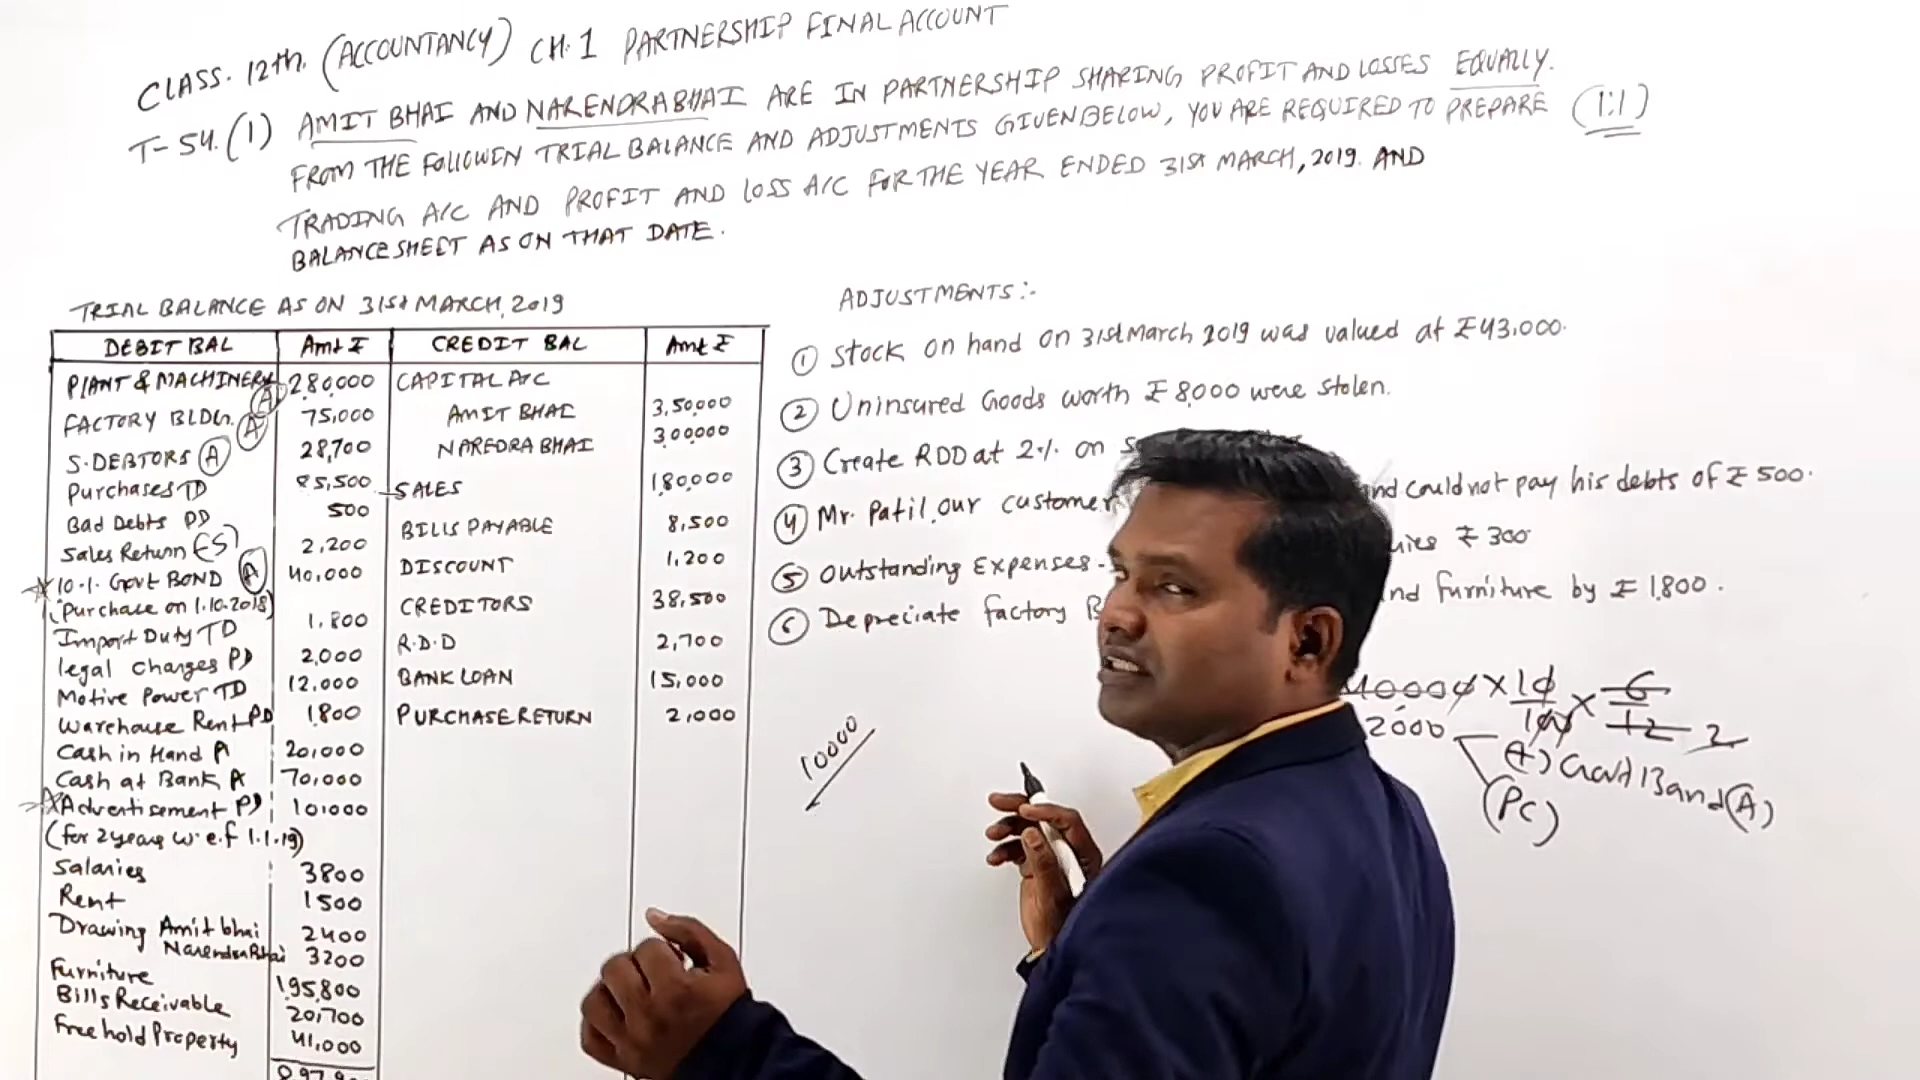 CLASS. 12th. (ACCOUNTANCY) CH.1 PARTNERSHIP FINAL ACCOUNT
T-54. (1) AMIT BHAI AND NARENDRABHAI ARE IN PARTNERSHIP SHARING PROFIT AND LOSSES EQUALLY.
FROM THE FOLLOWIN TRIAL BALANCE AND ADJUSTMENTS GIVEN BELOW, YOU ARE REQUIRED TO PREPARE (1:1)
TRADING A/C AND PROFIT AND LOSS A/C FOR THE YEAR ENDED 31st MARCH, 2019. AND
BALANCE SHEET AS ON THAT DATE.
TRIAL BALANCE AS ON 31st MARCH, 2019
DEBIT BAL Amt ₹ CREDIT BAL Amt ₹
PLANT & MACHINERY A 280,000 CAPITAL A/C
FACTORY BLDG. A 75,000 AMIT BHAI 3,50,000
S. DEBTORS A 28,700 NAREDRA BHAI 3,00,000
Purchases TD 85,500 SALES 1,80,000
Bad Debts PD 500 BILLS PAYABLE 8,500
Sales Return (-S) 2,200 DISCOUNT 1,200
10.1. Govt BOND A 40,000 CREDITORS 38,500
(Purchase on 1.10.2018)
Import Duty TD 1,800 R.D.D 2,700
legal charges PD 2,000 BANK LOAN 15,000
Motive Power TD 12,000 PURCHASE RETURN 2,000
Warehouse Rent PD 1,800
Cash in Hand A 20,000
Cash at Bank A 70,000
Advertisement PD 10,000
(for 2 years w.e.f 1.1.19)
Salaries 3800
Rent 1500
Drawing Amit bhai 2400
Narendra Bhai 3200
Furniture 1,95,800
Bills Receivable 20,700
Freehold Property 41,000
ADJUSTMENTS:-
(1) Stock on hand on 31st March 2019 was valued at ₹ 43,000.
(2) Uninsured Goods worth ₹ 8,000 were stolen.
(3) Create RDD at 2.1. on
(4) Mr. Patil, our customer and could not pay his debts of ₹ 500.
(5) Outstanding Expenses- ₹ 300
(6) Depreciate factory and furniture by ₹ 1,800.
10000
40000 × 10/100 × 6/12 2
2000
(+) Govt Band (A)
(PC)